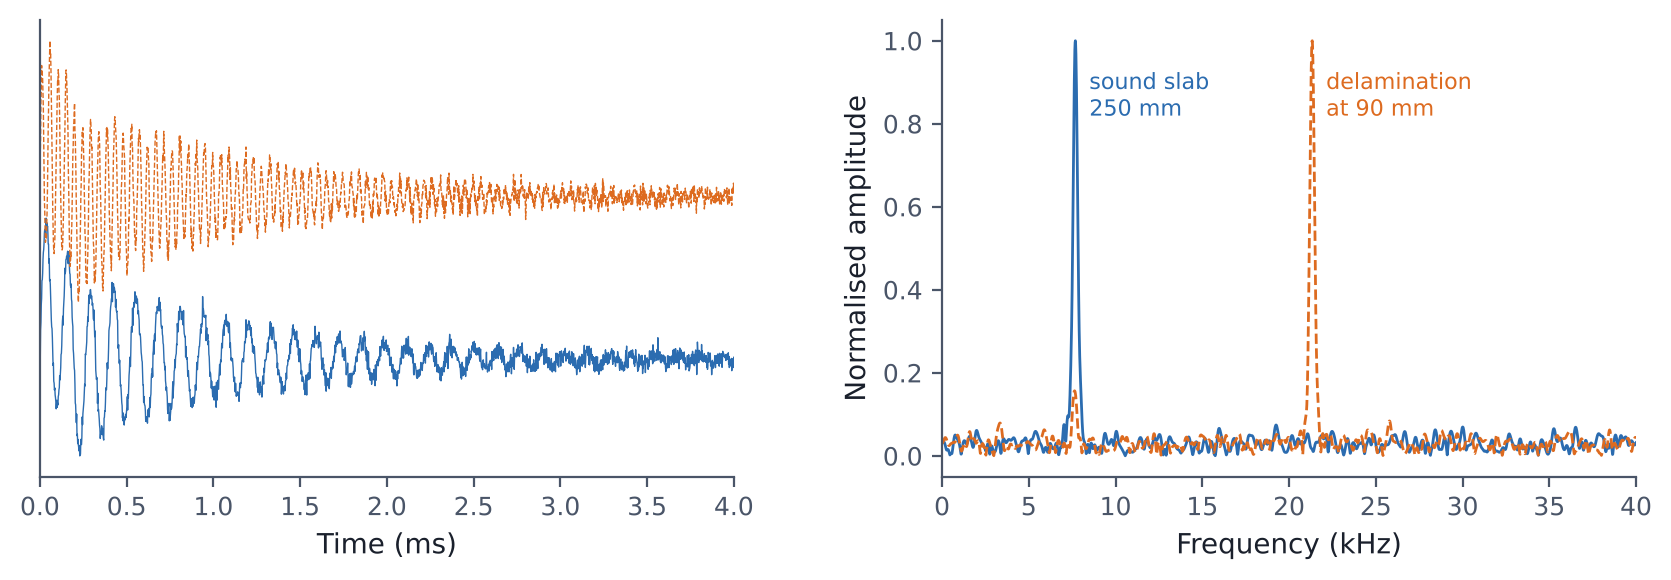 0.0 0.5 1.0 1.5 2.0 2.5 3.0 3.5 4.0
Time (ms)
Normalised amplitude
1.0
0.8
0.6
0.4
0.2
0.0
sound slab
250 mm
delamination
at 90 mm
0 5 10 15 20 25 30 35 40
Frequency (kHz)